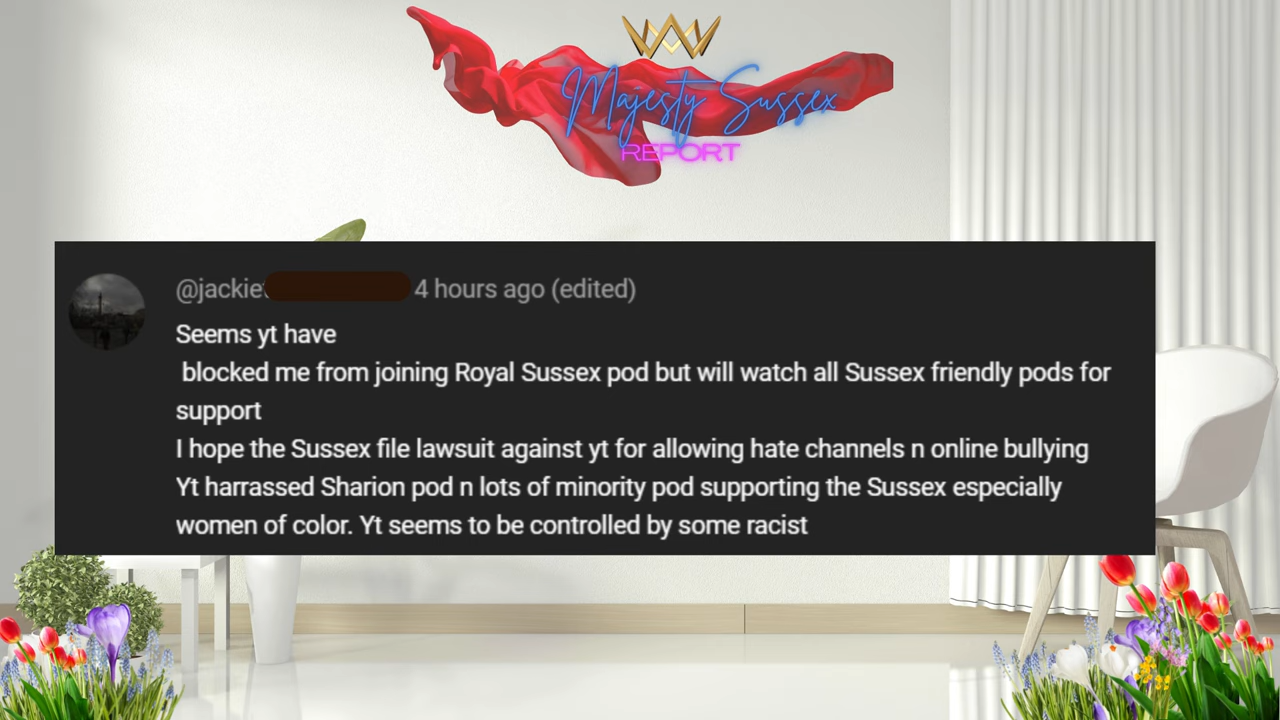 Majesty Sussex
REPORT
@jackie 4 hours ago (edited)
Seems yt have
blocked me from joining Royal Sussex pod but will watch all Sussex friendly pods for
support
I hope the Sussex file lawsuit against yt for allowing hate channels n online bullying
Yt harrassed Sharion pod n lots of minority pod supporting the Sussex especially
women of color. Yt seems to be controlled by some racist